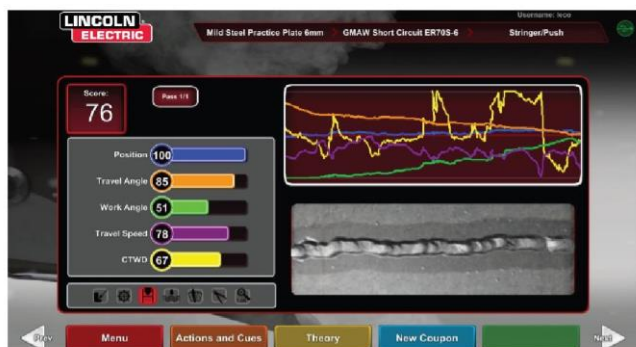 Username: leco
LINCOLN
ELECTRIC
Mild Steel Practice Plate 6mm
GMAW Short Circuit ER70S-6
Stringer/Push
Score:
76
Pass 1/1
Position 100
Travel Angle 85
Work Angle 51
Travel Speed 78
CTWD 67
Prev
Menu
Actions and Cues
Theory
New Coupon
Next